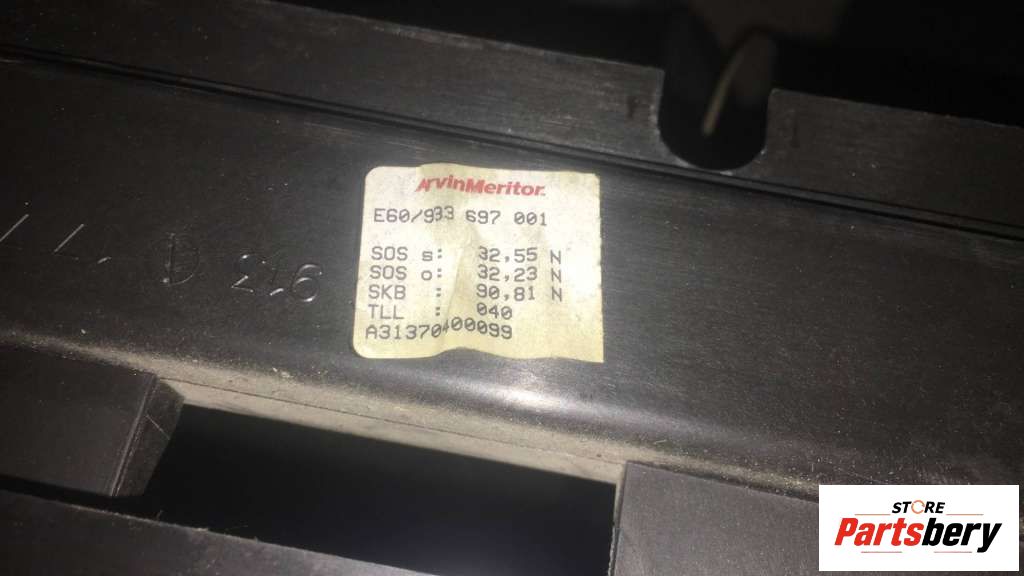 ArvinMeritor.
E60/933 697 001
SOS s: 32,55 N
SOS o: 32,23 N
SKB : 90,81 N
TLL : 040
A31370400099
STORE
Partsbery